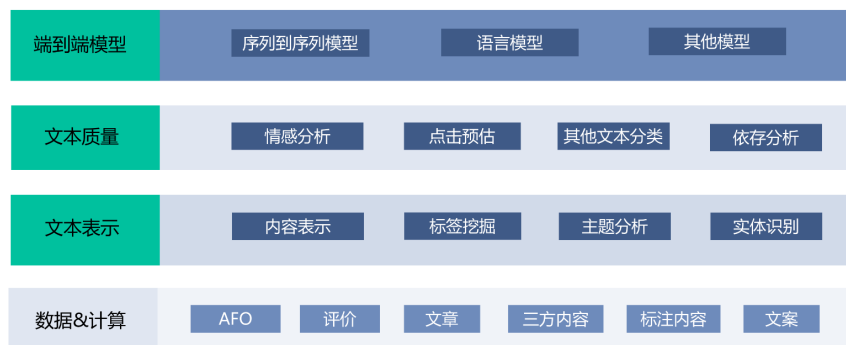 端到端模型 序列到序列模型 语言模型 其他模型
文本质量 情感分析 点击预估 其他文本分类 依存分析
文本表示 内容表示 标签挖掘 主题分析 实体识别
数据&计算 AFO 评价 文章 三方内容 标注内容 文案